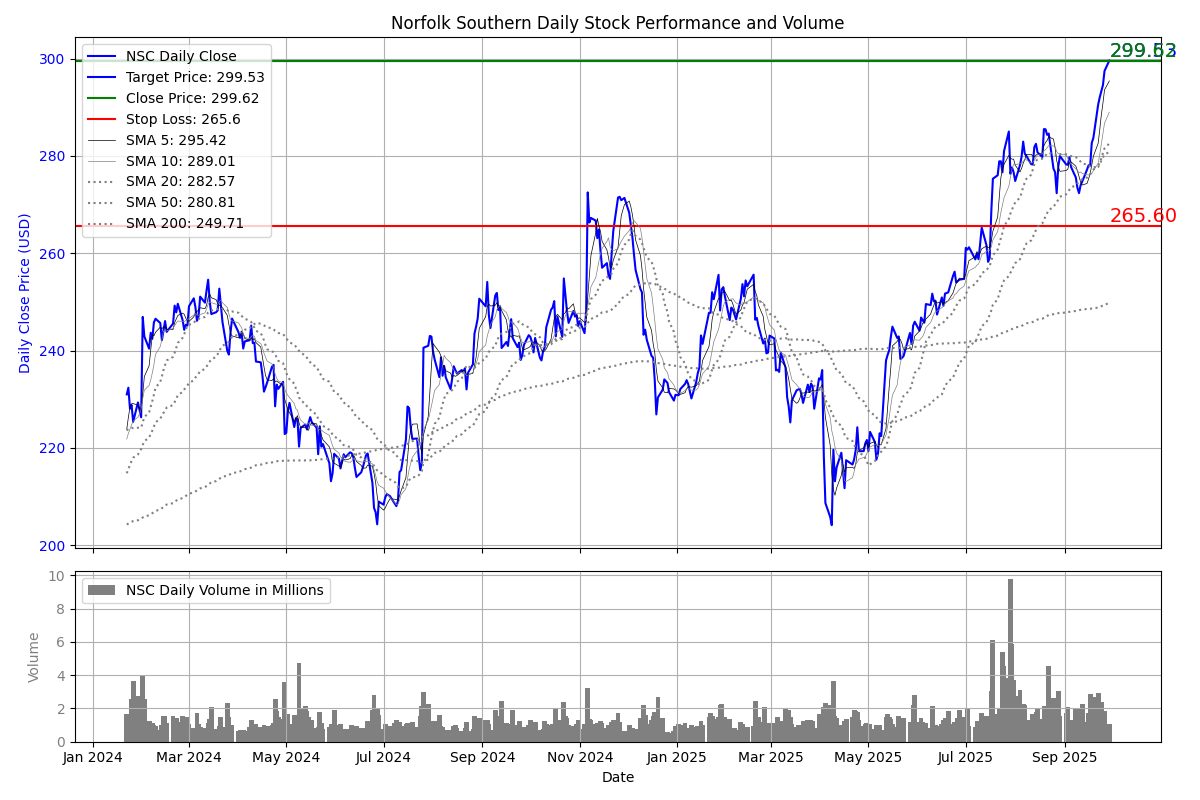 Norfolk Southern Daily Stock Performance and Volume
299.53
299.62
NSC Daily Close
Target Price: 299.53
Close Price: 299.62
Stop Loss: 265.6
SMA 5: 295.42
SMA 10: 289.01
SMA 20: 282.57
SMA 50: 280.81
SMA 200: 249.71
265.60
300
280
260
240
220
200
Daily Close Price (USD)
NSC Daily Volume in Millions
10
8
6
4
2
0
Volume
Jan 2024 Mar 2024 May 2024 Jul 2024 Sep 2024 Nov 2024 Jan 2025 Mar 2025 May 2025 Jul 2025 Sep 2025
Date